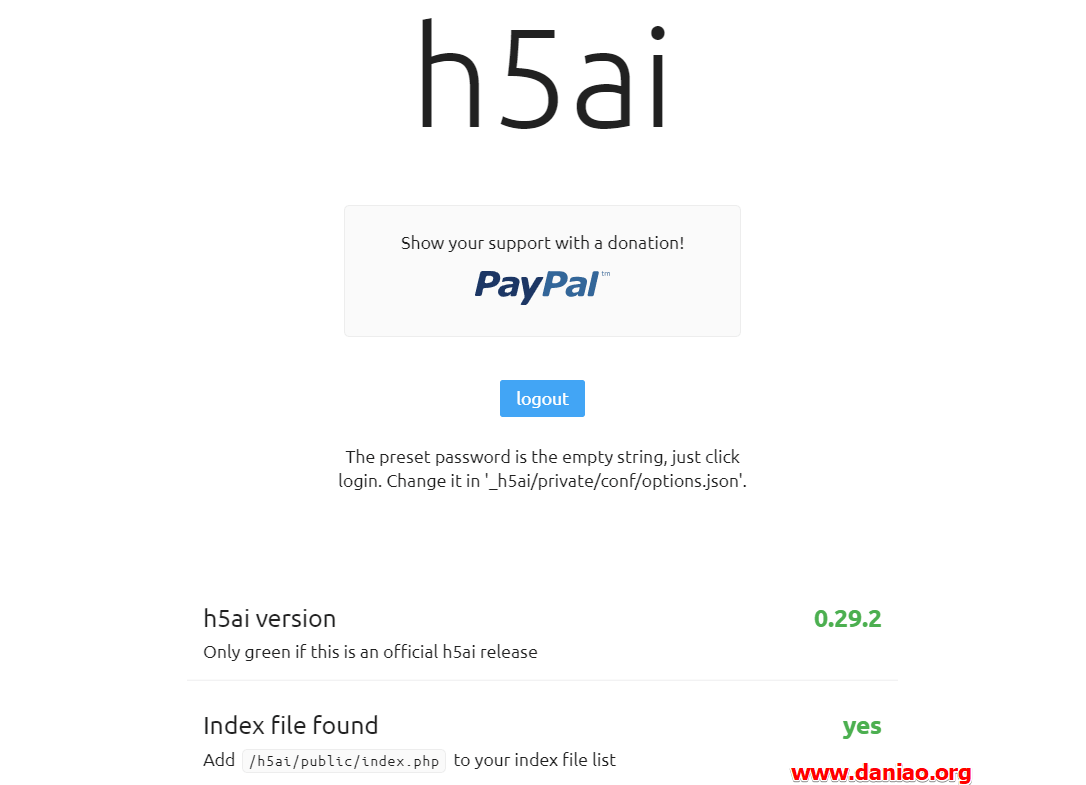 h5ai
Show your support with a donation!
PayPal™
logout
The preset password is the empty string, just click
login. Change it in '_h5ai/private/conf/options.json'.
h5ai version 0.29.2
Only green if this is an official h5ai release
Index file found yes
Add /h5ai/public/index.php to your index file list
www.daniao.org